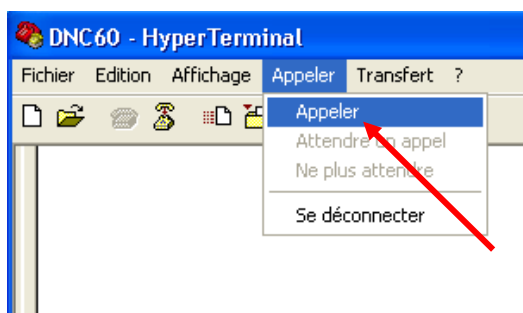 DNC60 - HyperTerminal
Fichier Edition Affichage Appeler Transfert ?
Appeler
Attendre un appel
Ne plus attendre
Se déconnecter